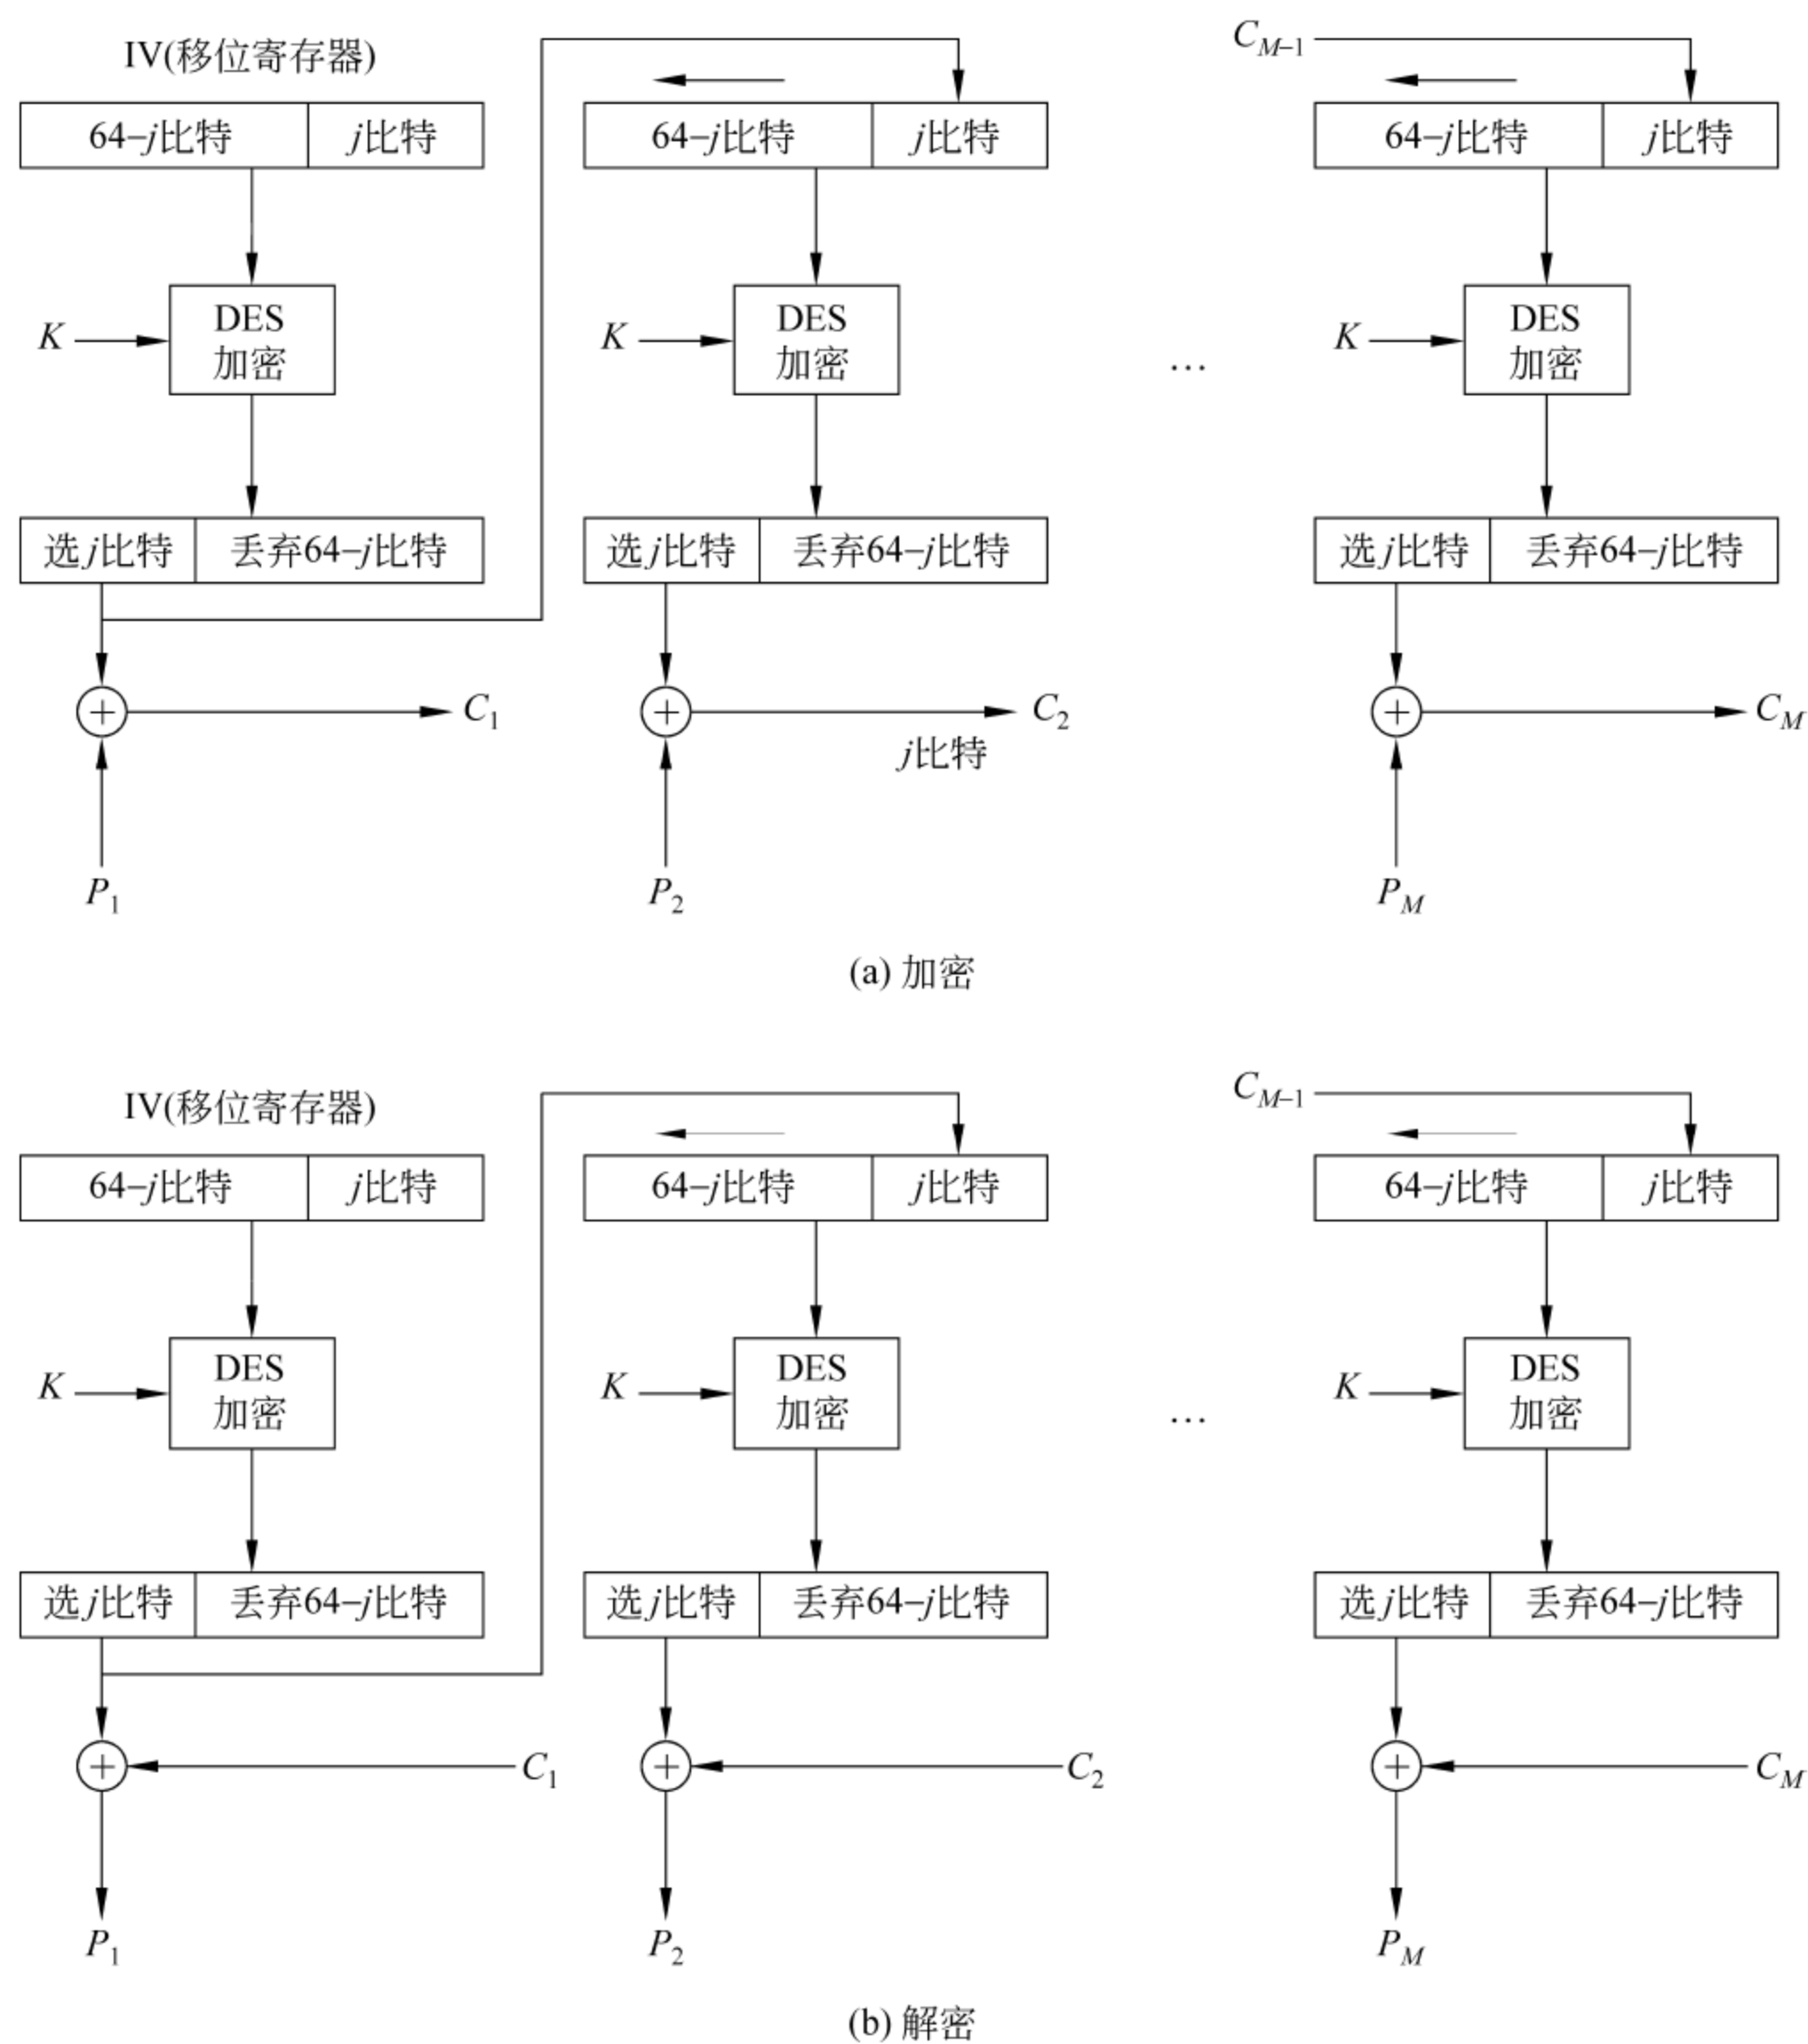 IV(移位寄存器)
C_{M-1}
64-j比特 j比特 64-j比特 j比特 64-j比特 j比特
K DES 加密 K DES 加密 … K DES 加密
选j比特 丢弃64-j比特 选j比特 丢弃64-j比特 选j比特 丢弃64-j比特
C_1 C_2 C_M
j比特
P_1 P_2 P_M
(a) 加密
IV(移位寄存器)
C_{M-1}
64-j比特 j比特 64-j比特 j比特 64-j比特 j比特
K DES 加密 K DES 加密 … K DES 加密
选j比特 丢弃64-j比特 选j比特 丢弃64-j比特 选j比特 丢弃64-j比特
C_1 C_2 C_M
P_1 P_2 P_M
(b) 解密